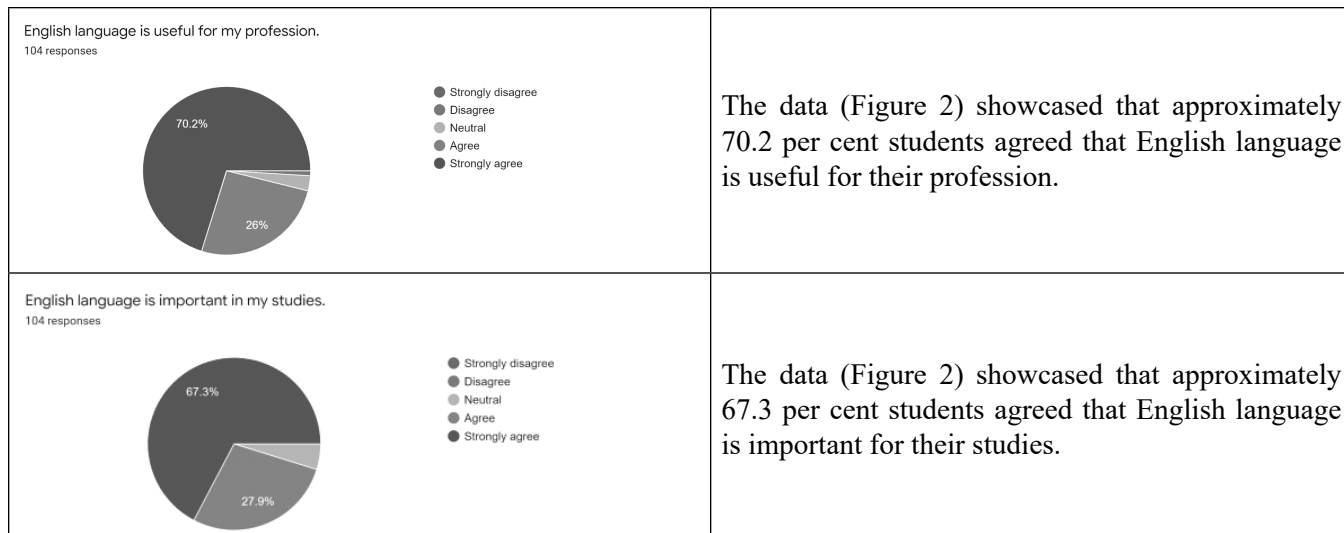 English language is useful for my profession.
104 responses
70.2%
26%
Strongly disagree
Disagree
Neutral
Agree
Strongly agree
The data (Figure 2) showcased that approximately
70.2 per cent students agreed that English language
is useful for their profession.
English language is important in my studies.
104 responses
67.3%
27.9%
Strongly disagree
Disagree
Neutral
Agree
Strongly agree
The data (Figure 2) showcased that approximately
67.3 per cent students agreed that English language
is important for their studies.